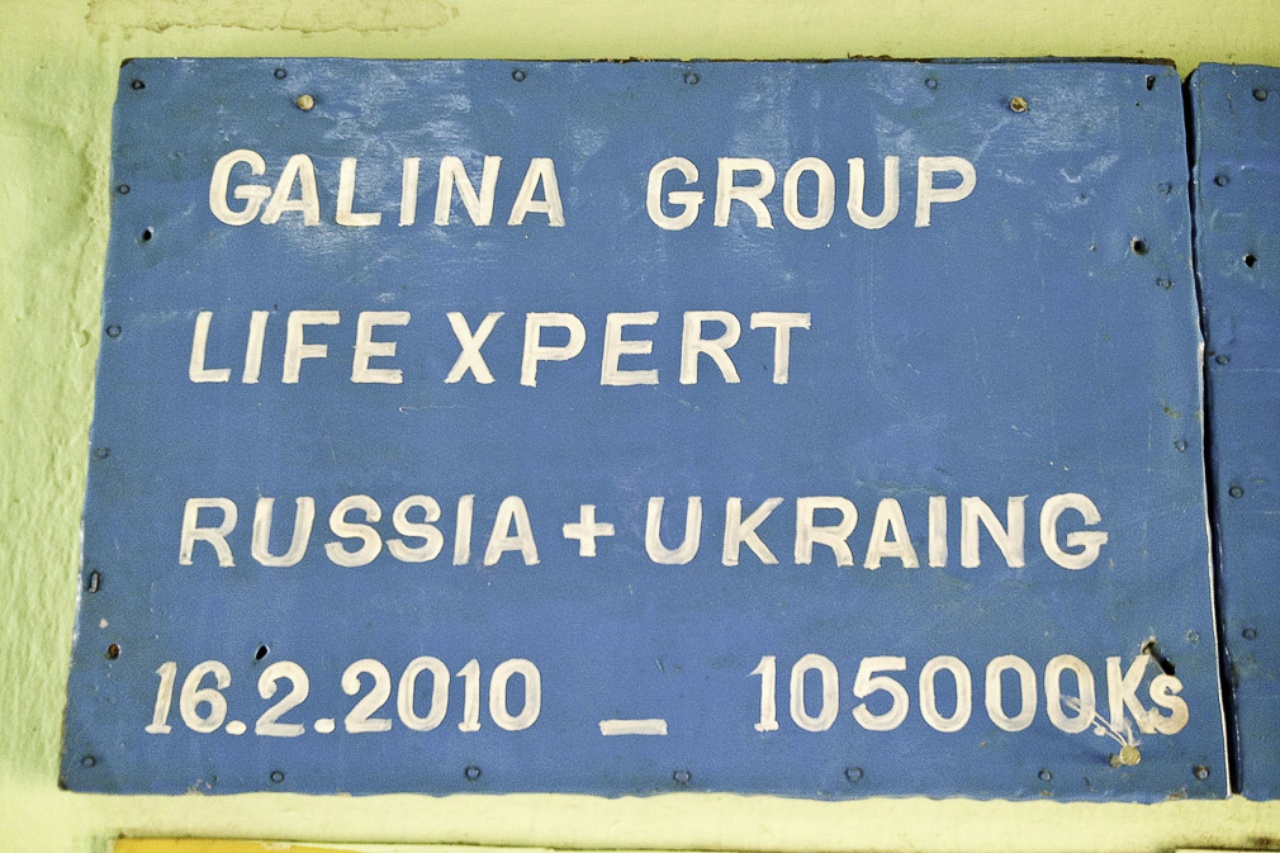 GALINA GROUP
LIFE XPERT
RUSSIA + UKRAING
16.2.2010 _ 105000Ks